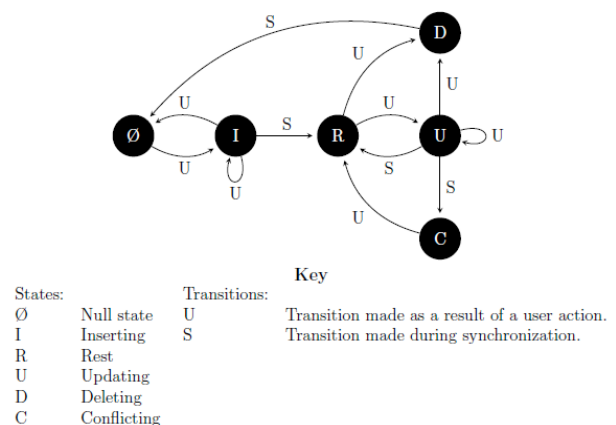 D
S
U
U
U
U
Ø
I
S
R
U
U
U
S
U
S
U
C
Key
States: Transitions:
Ø Null state U Transition made as a result of a user action.
I Inserting S Transition made during synchronization.
R Rest
U Updating
D Deleting
C Conflicting